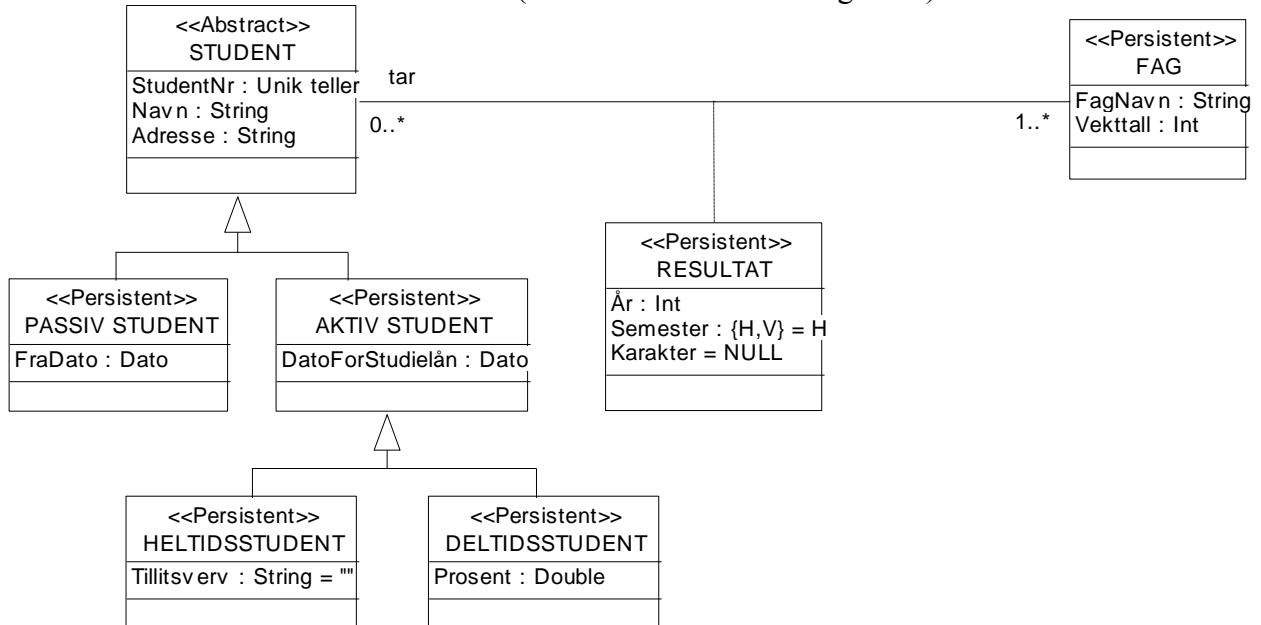 <<Abstract>>
STUDENT
StudentNr : Unik teller
Navn : String
Adresse : String
tar
0..*
1..*
<<Persistent>>
FAG
FagNavn : String
Vekttall : Int
<<Persistent>>
RESULTAT
År : Int
Semester : {H,V} = H
Karakter = NULL
<<Persistent>>
PASSIV STUDENT
FraDato : Dato
<<Persistent>>
AKTIV STUDENT
DatoForStudielån : Dato
<<Persistent>>
HELTIDSSTUDENT
Tillitsverv : String = ""
<<Persistent>>
DELTIDSSTUDENT
Prosent : Double